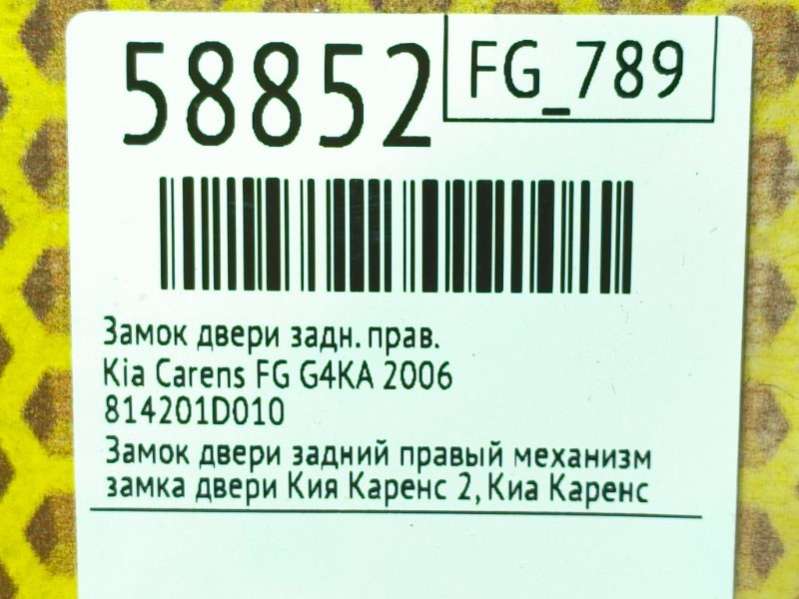 58852
FG_789
Замок двери задн. прав.
Kia Carens FG G4KA 2006
814201D010
Замок двери задний правый механизм
замка двери Кия Каренс 2, Киа Каренс